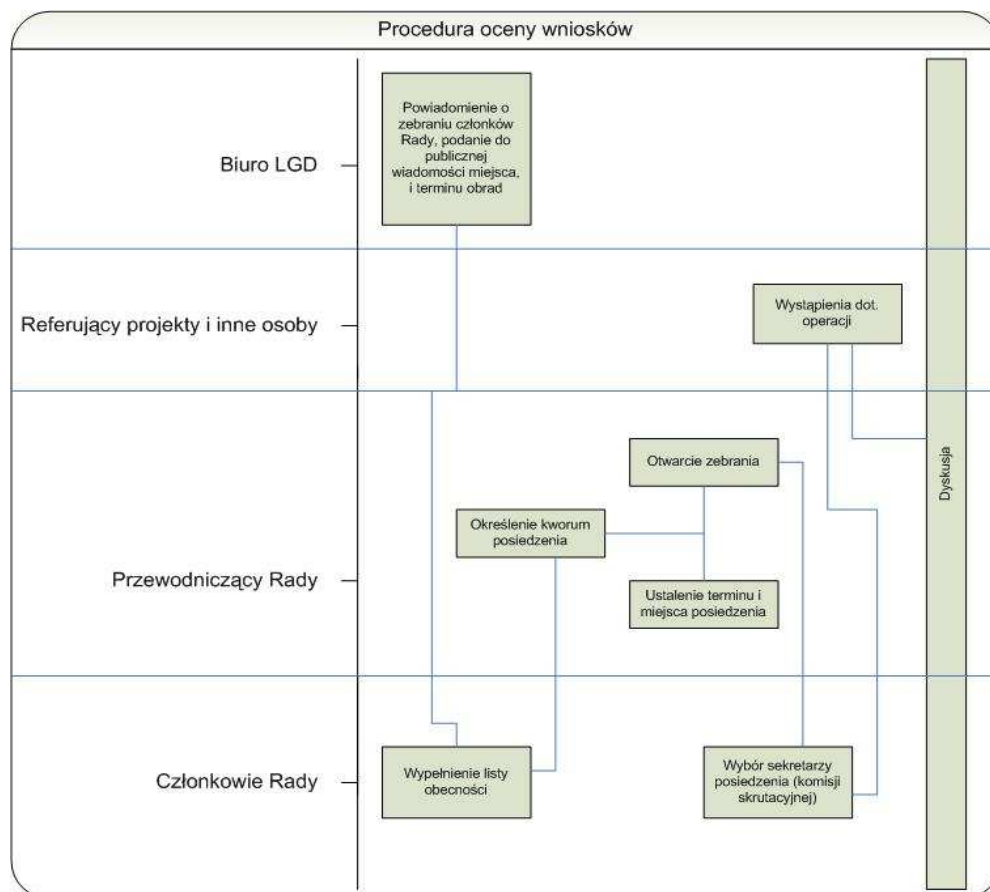 Procedura oceny wniosków
Biuro LGD
Powiadomienie o
zebraniu członków
Rady, podanie do
publicznej
wiadomości miejsca,
i terminu obrad
Referujący projekty i inne osoby
Wystąpienia dot.
operacji
Przewodniczący Rady
Otwarcie zebrania
Określenie kworum
posiedzenia
Ustalenie terminu i
miejsca posiedzenia
Członkowie Rady
Wypełnienie listy
obecności
Wybór sekretarzy
posiedzenia (komisji
skrutacyjnej)
Dyskusja